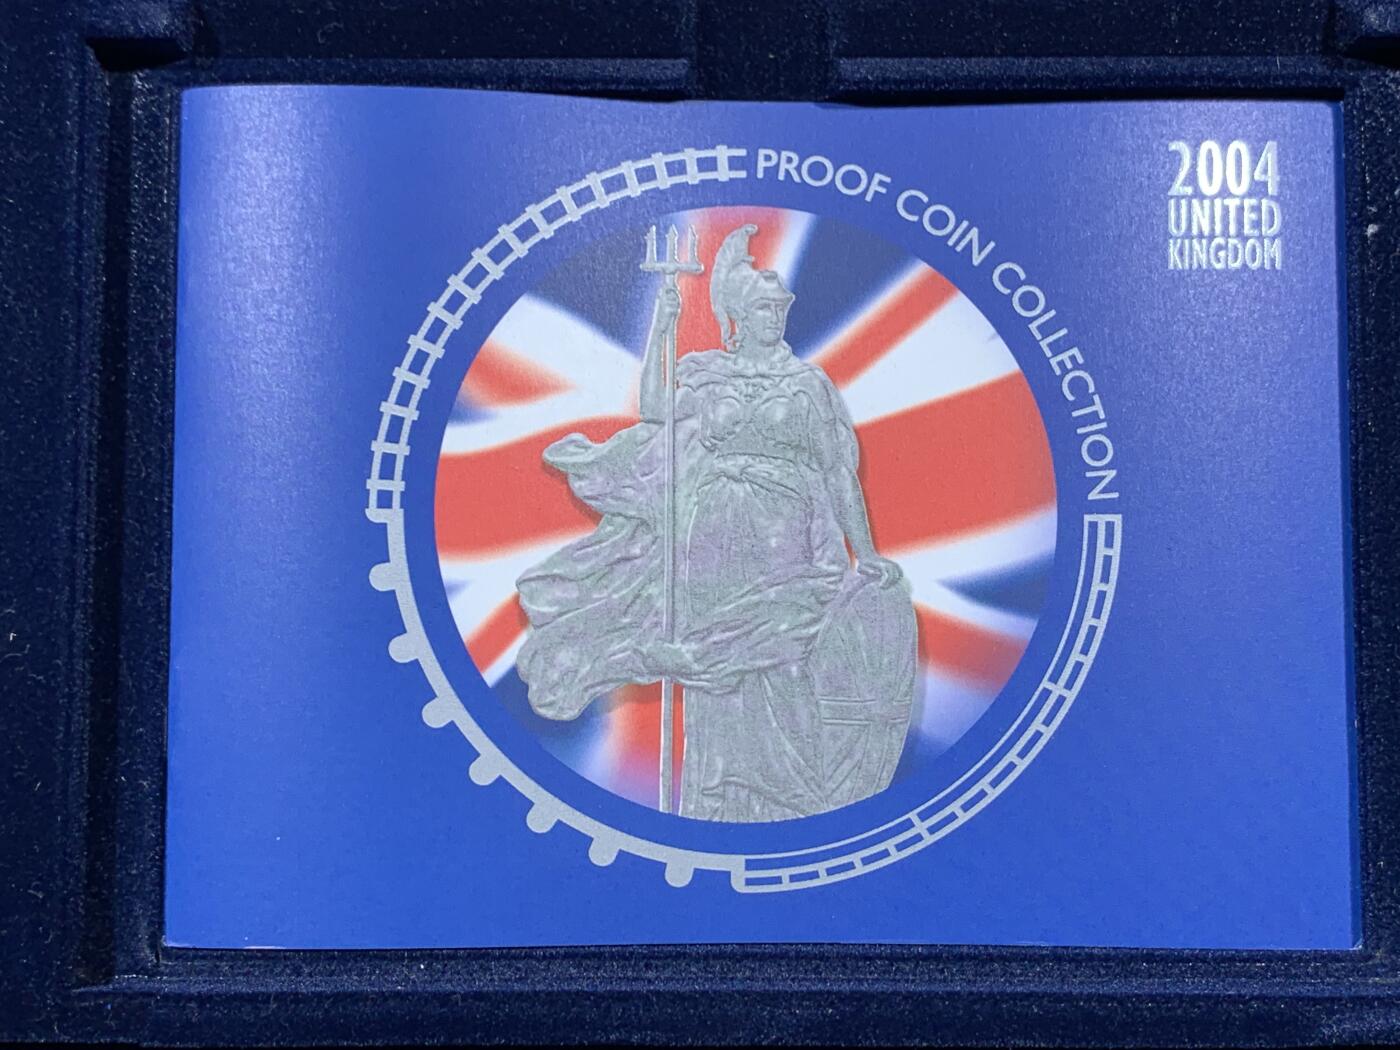 PROOF COIN COLLECTION
2004
UNITED
KINGDOM